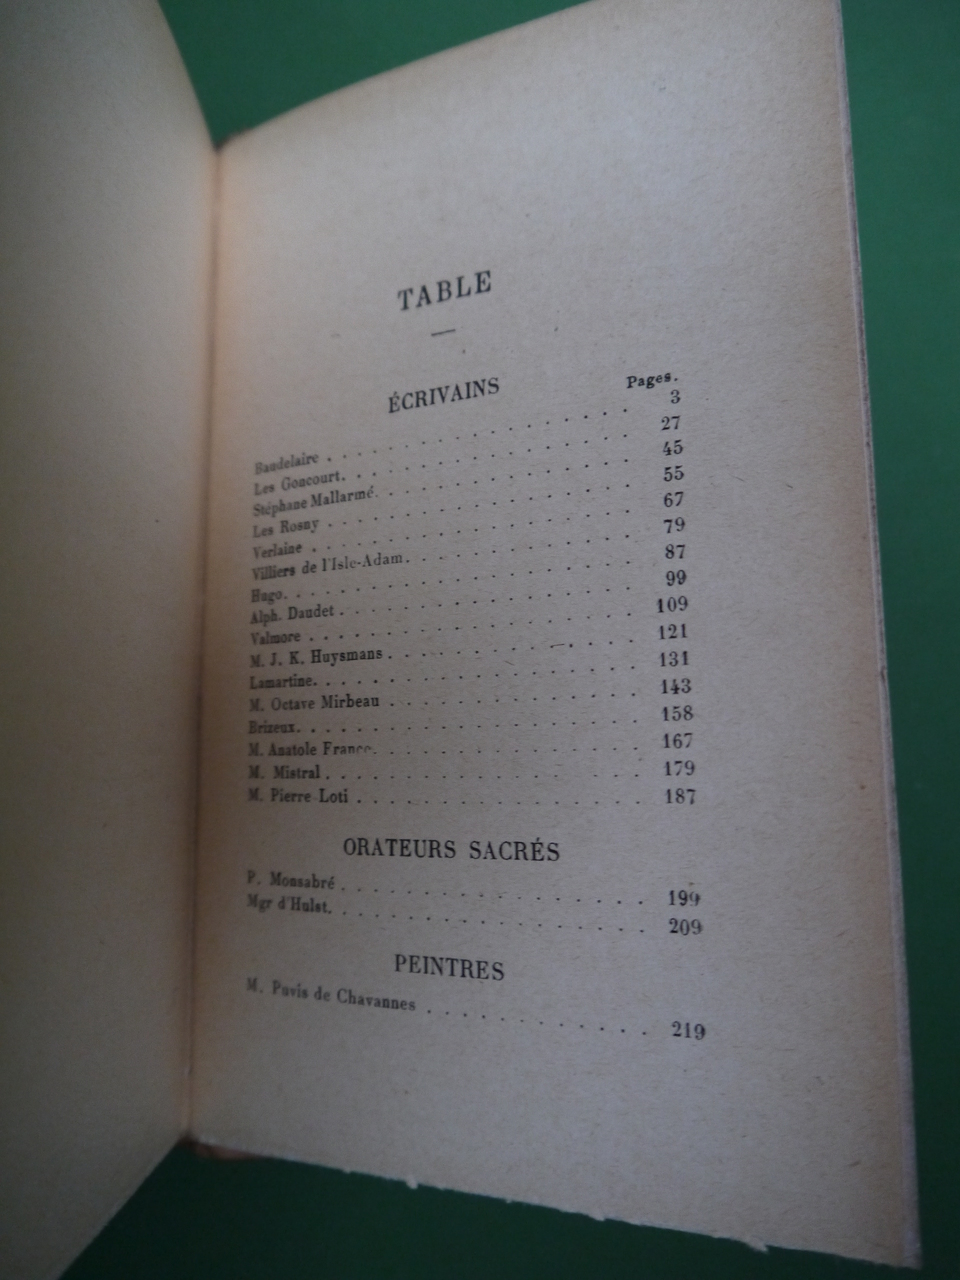 TABLE
ÉCRIVAINS
Pages.
Baudelaire . . . . . . . . . . . . . 3
Les Goncourt. . . . . . . . . . . . . 27
Stéphane Mallarmé. . . . . . . . . . . . 45
Les Rosny . . . . . . . . . . . . . 55
Verlaine . . . . . . . . . . . . . . 67
Villiers de l'Isle-Adam. . . . . . . . . . 79
Hugo. . . . . . . . . . . . . . . 87
Alph. Daudet . . . . . . . . . . . . . 99
Valmore . . . . . . . . . . . . . . 109
M. J. K. Huysmans . . . . . . . . . . . 121
Lamartine. . . . . . . . . . . . . . 131
M. Octave Mirbeau . . . . . . . . . . . 143
Brizeux. . . . . . . . . . . . . . . 158
M. Anatole France. . . . . . . . . . . . 167
M. Mistral . . . . . . . . . . . . . 179
M. Pierre Loti . . . . . . . . . . . . 187
ORATEURS SACRÉS
P. Monsabré . . . . . . . . . . . . . 199
Mgr d'Hulst. . . . . . . . . . . . . 209
PEINTRES
M. Puvis de Chavannes . . . . . . . . . . 219